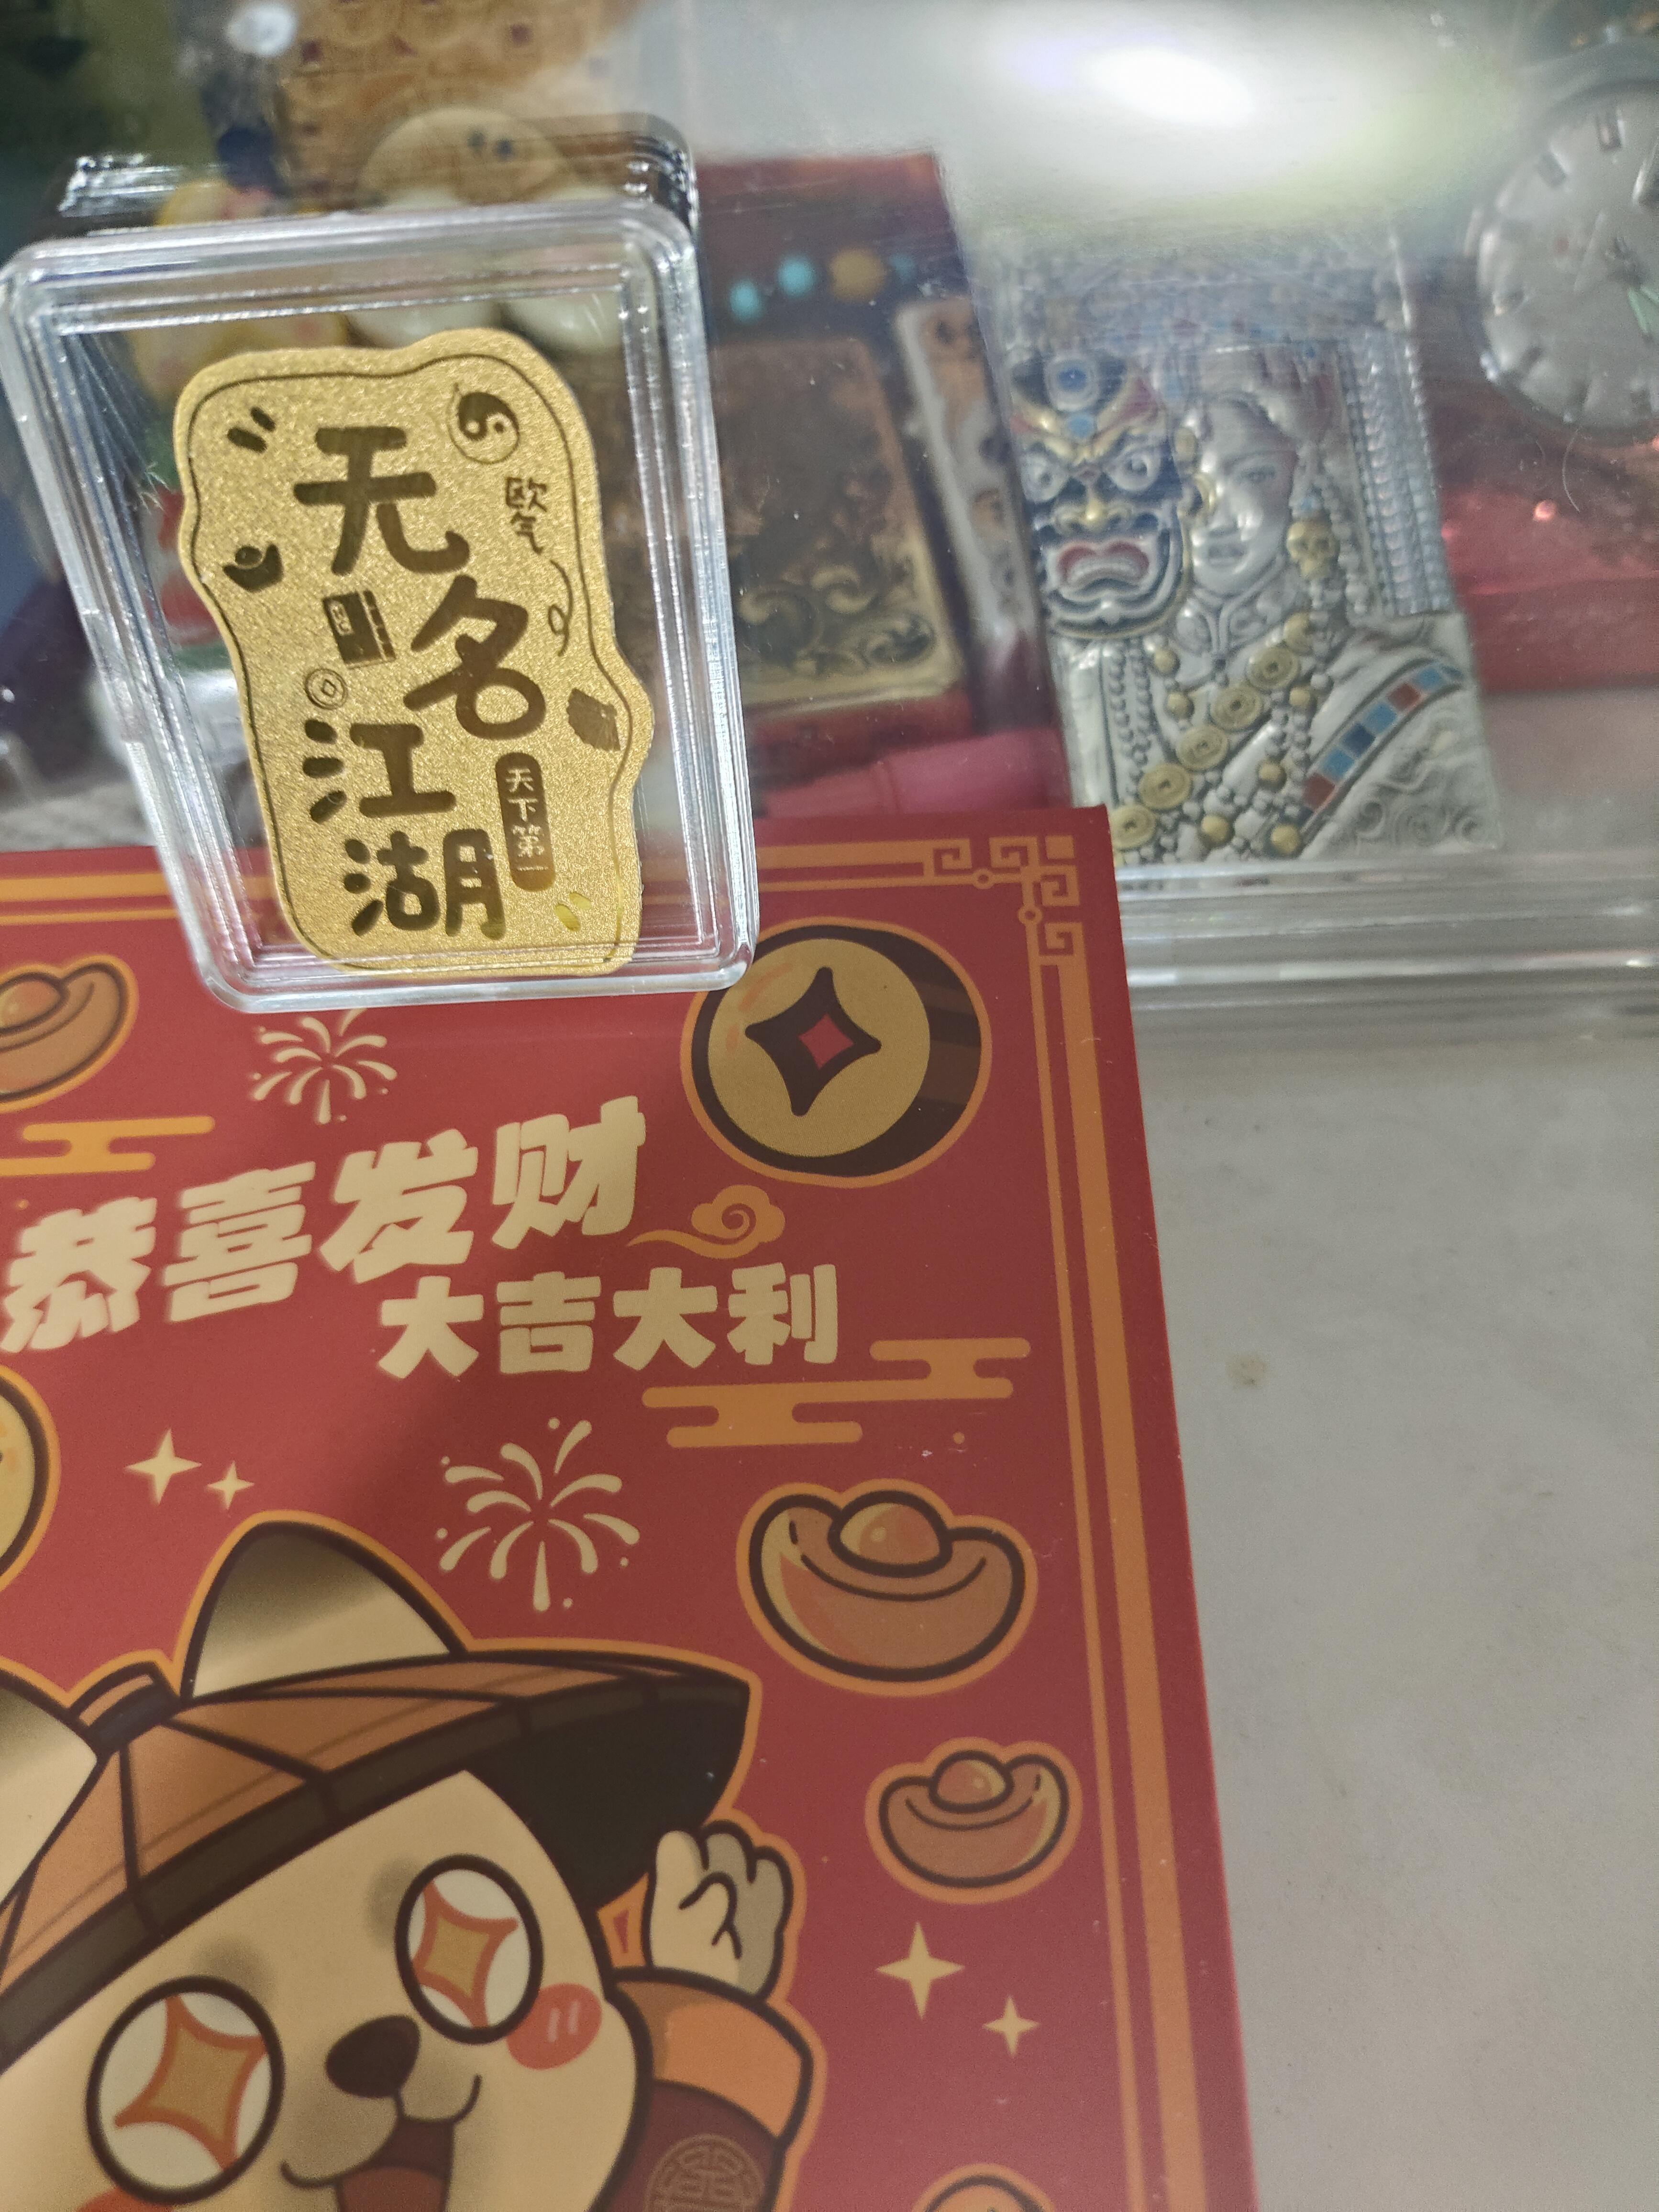 无名
江湖
欧气
天下第一
恭喜发财
大吉大利